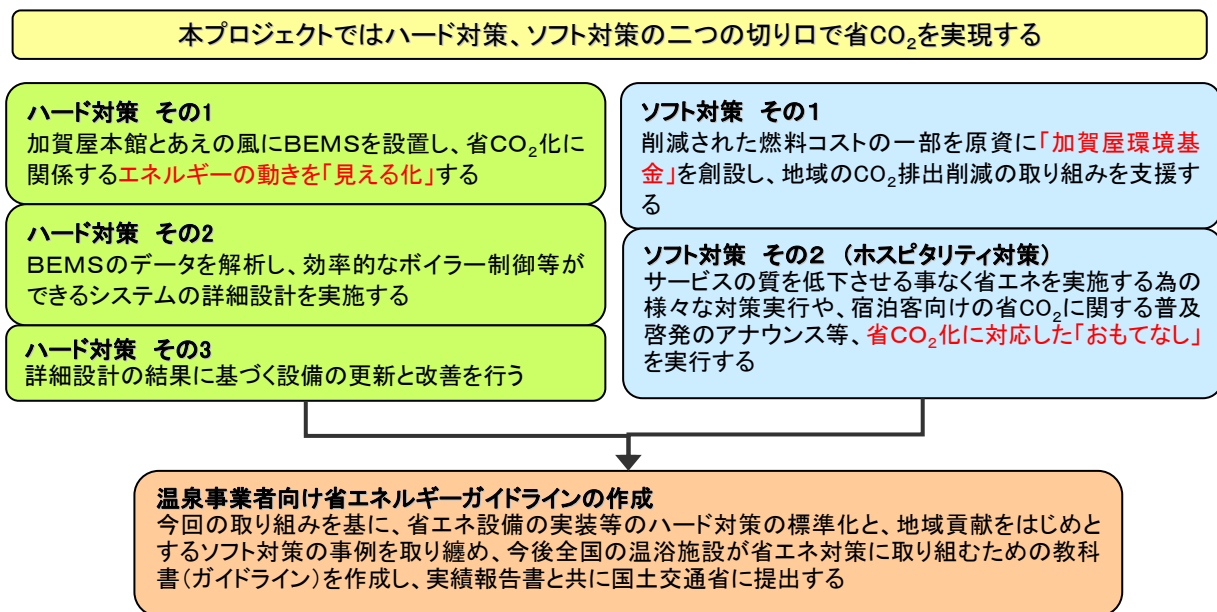 本プロジェクトではハード対策、ソフト対策の二つの切り口で省CO₂を実現する
ハード対策 その1
加賀屋本館とあえの風にBEMSを設置し、省CO₂化に
関係するエネルギーの動きを「見える化」する
ハード対策 その2
BEMSのデータを解析し、効率的なボイラー制御等が
できるシステムの詳細設計を実施する
ハード対策 その3
詳細設計の結果に基づく設備の更新と改善を行う
ソフト対策 その1
削減された燃料コストの一部を原資に「加賀屋環境基
金」を創設し、地域のCO₂排出削減の取り組みを支援す
る
ソフト対策 その2 (ホスピタリティ対策)
サービスの質を低下させる事なく省エネを実施する為の
様々な対策実行や、宿泊客向けの省CO₂に関する普及
啓発のアナウンス等、省CO₂化に対応した「おもてなし」
を実行する
温泉事業者向け省エネルギーガイドラインの作成
今回の取り組みを基に、省エネ設備の実装等のハード対策の標準化と、地域貢献をはじめと
するソフト対策の事例を取り纏め、今後全国の温浴施設が省エネ対策に取り組むための教科
書(ガイドライン)を作成し、実績報告書と共に国土交通省に提出する